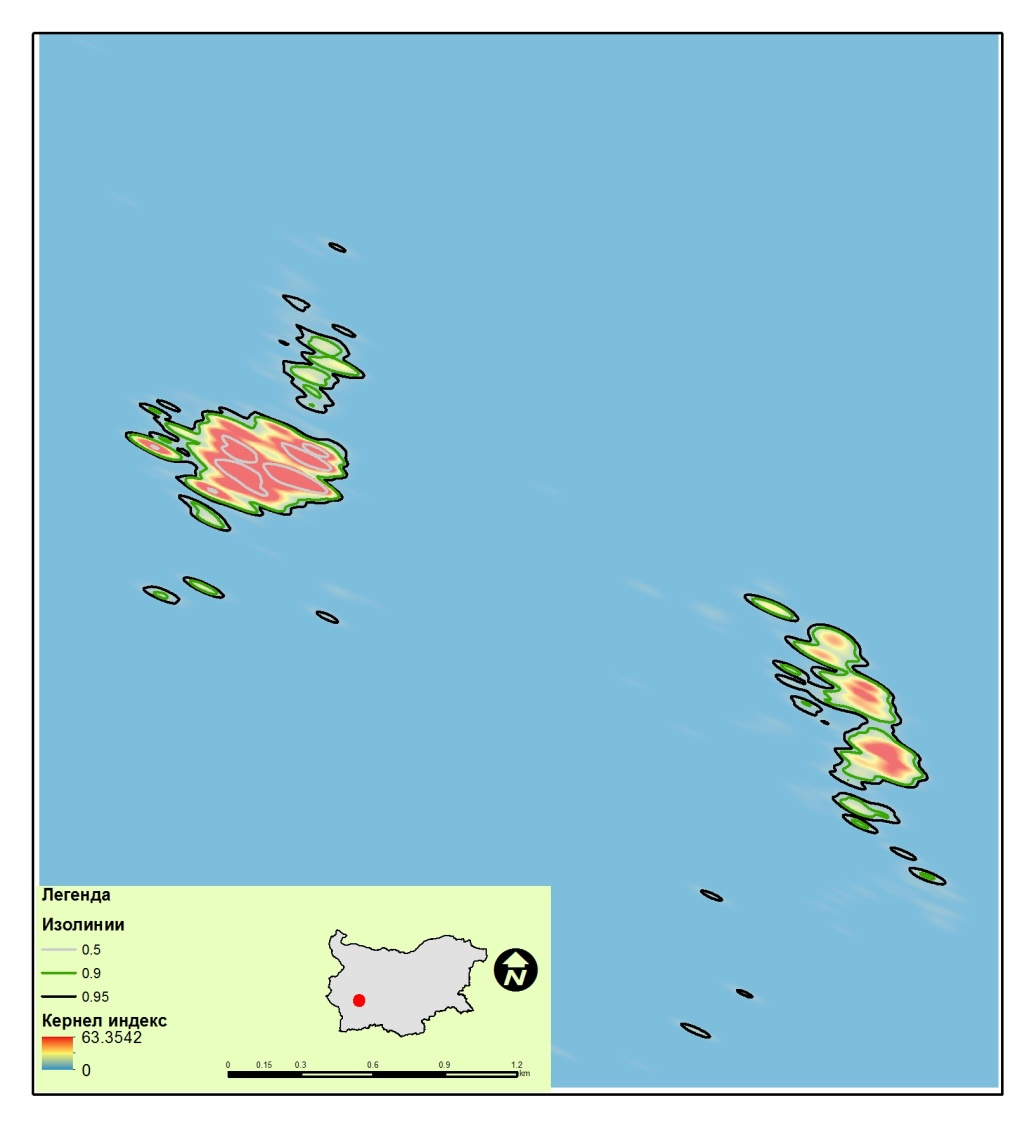 Легенда
Изолинии
0.5
0.9
0.95
Кернел индекс
63.3542
0
N
0 0.15 0.3 0.6 0.9 1.2
km